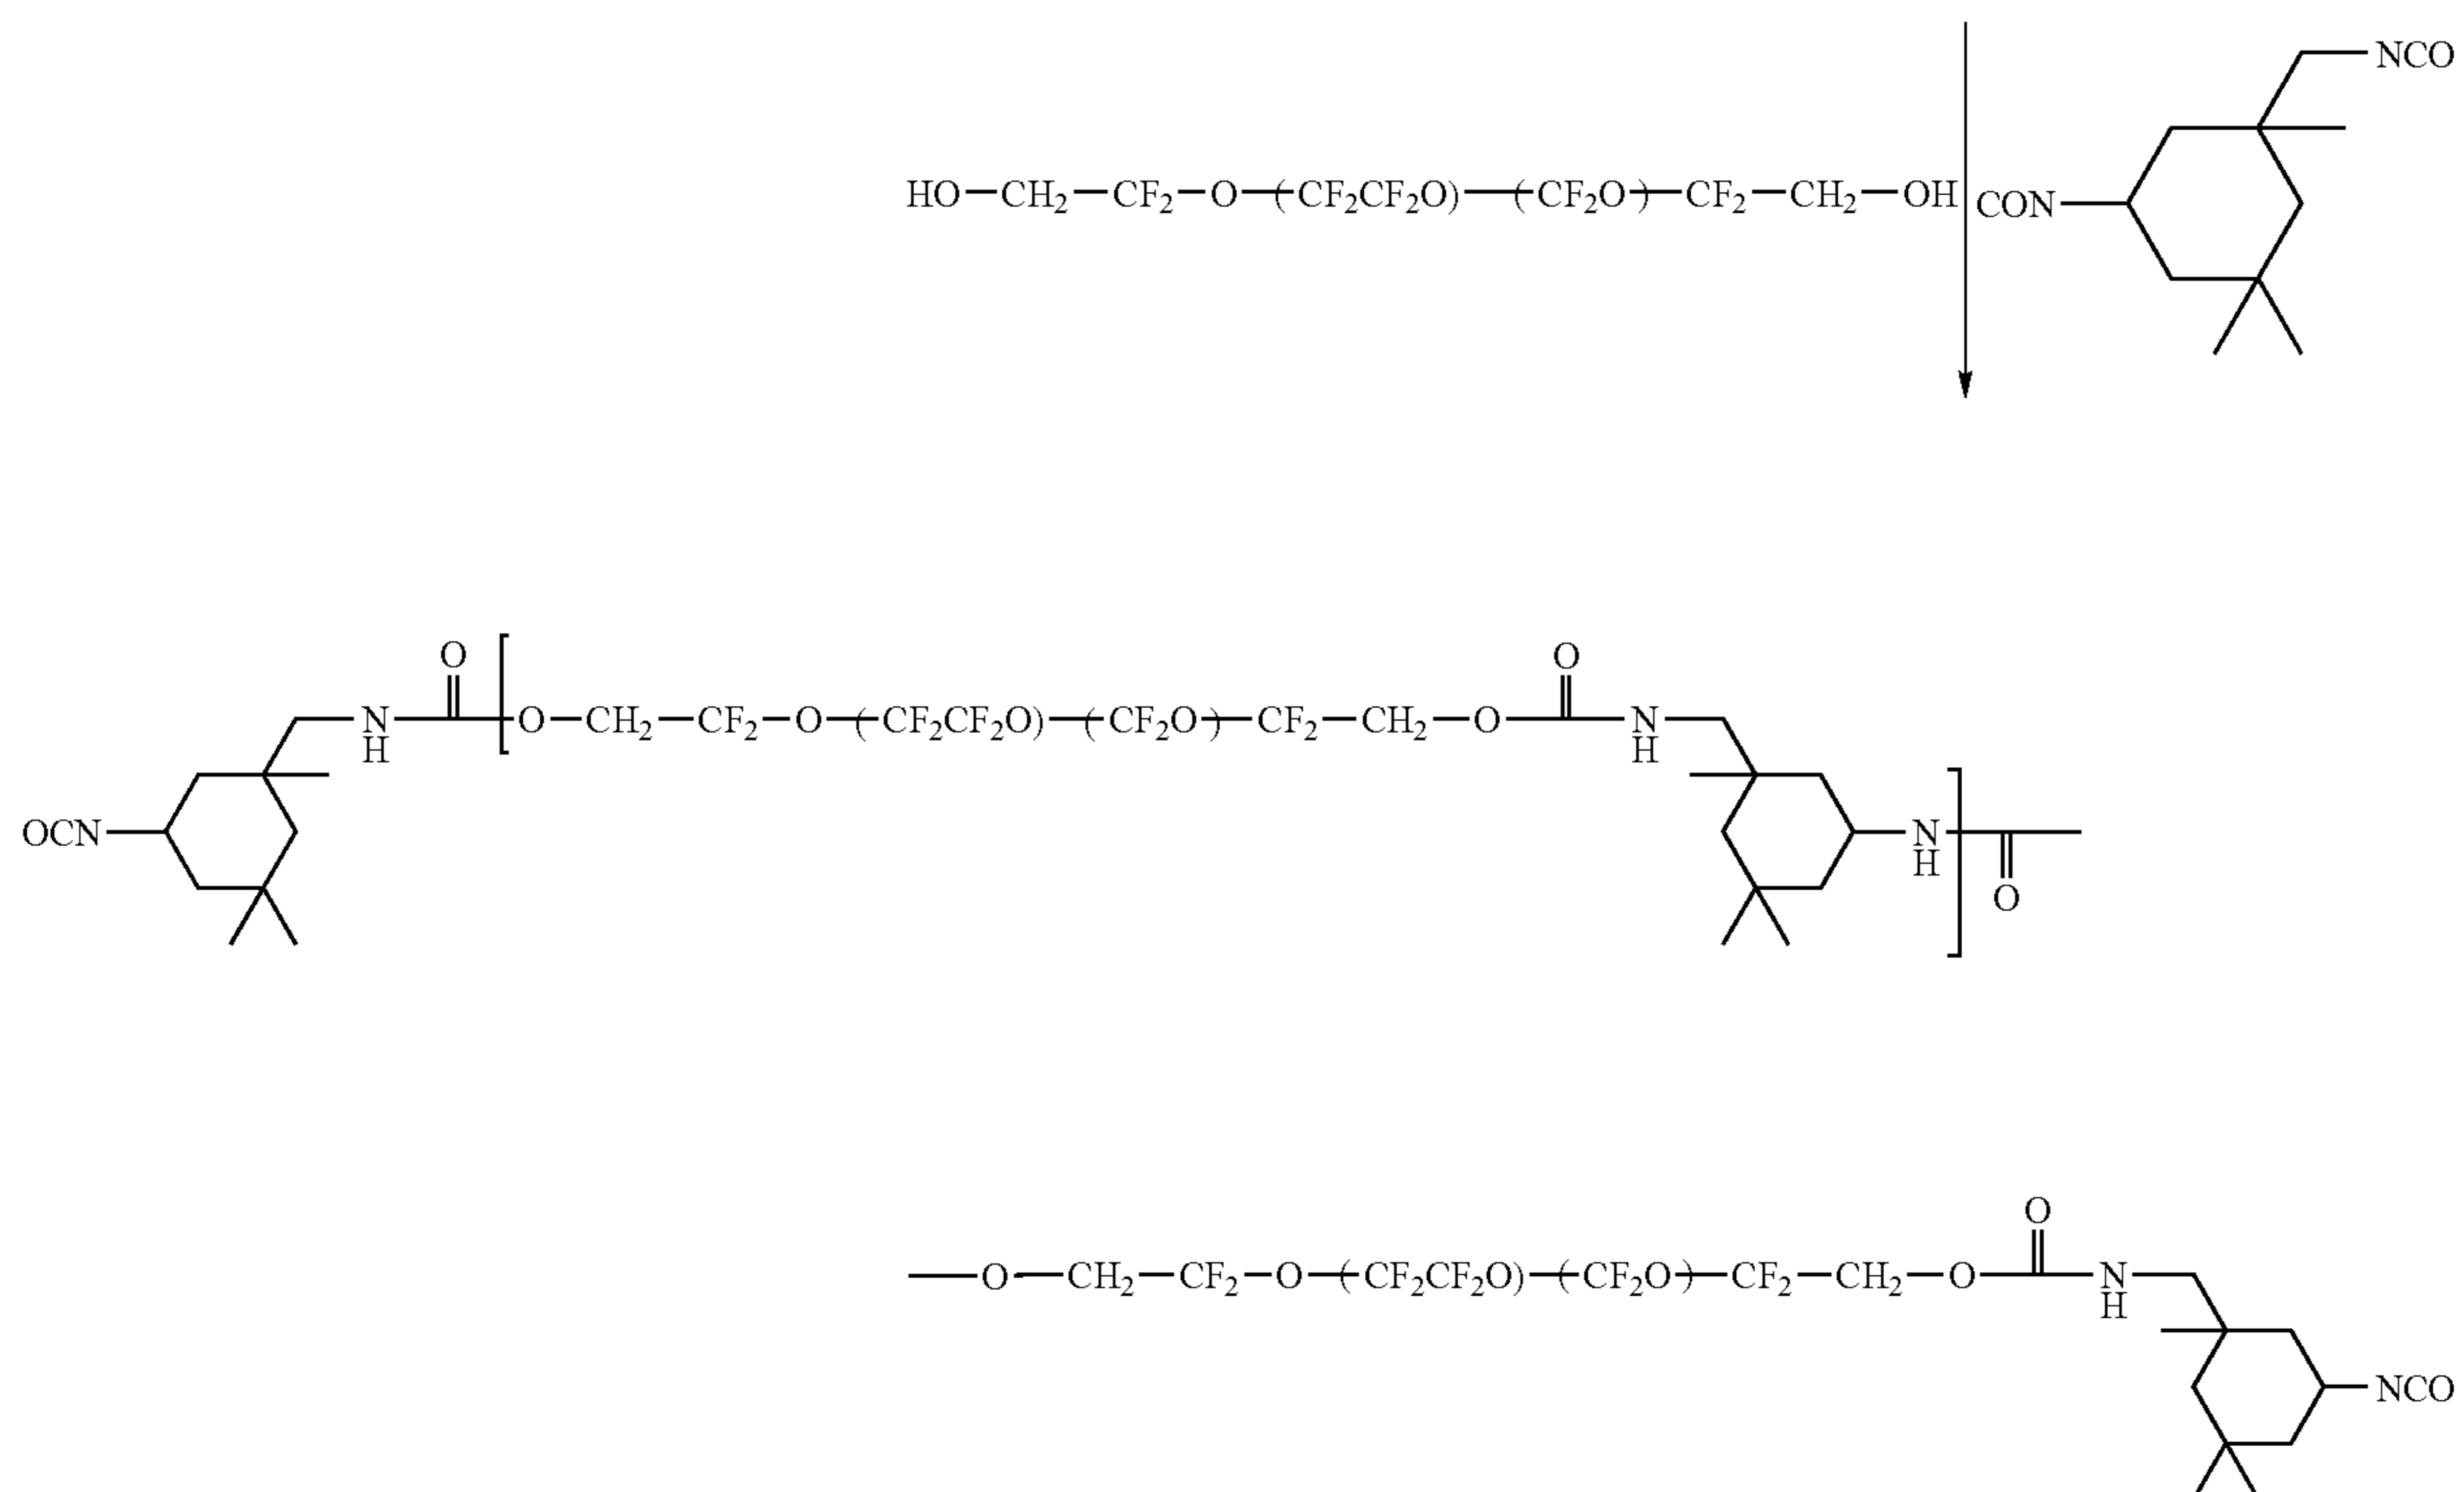 NCO
HO—CH₂—CF₂—O—(CF₂CF₂O)—(CF₂O)—CF₂—CH₂—OH
CON
O
O
N
H
O—CH₂—CF₂—O—(CF₂CF₂O)—(CF₂O)—CF₂—CH₂—O
N
H
OCN
N
H
O
O
—O—CH₂—CF₂—O—(CF₂CF₂O)—(CF₂O)—CF₂—CH₂—O
N
H
NCO